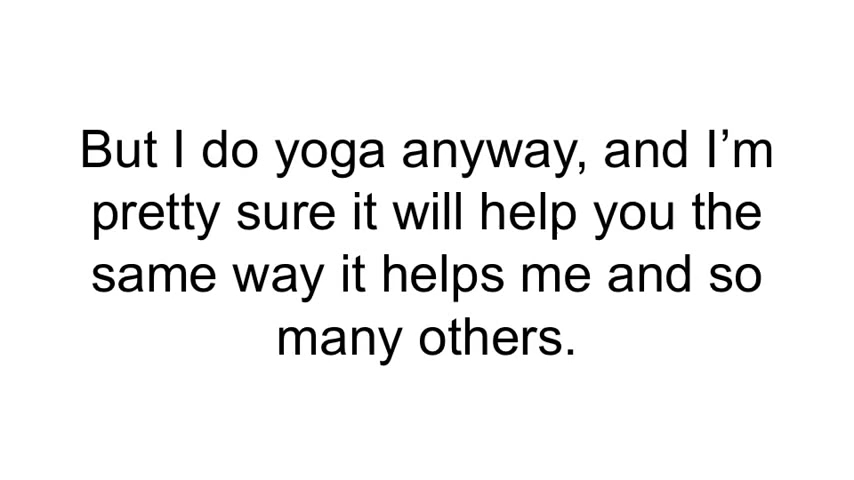 But I do yoga anyway, and I’m
pretty sure it will help you the
same way it helps me and so
many others.